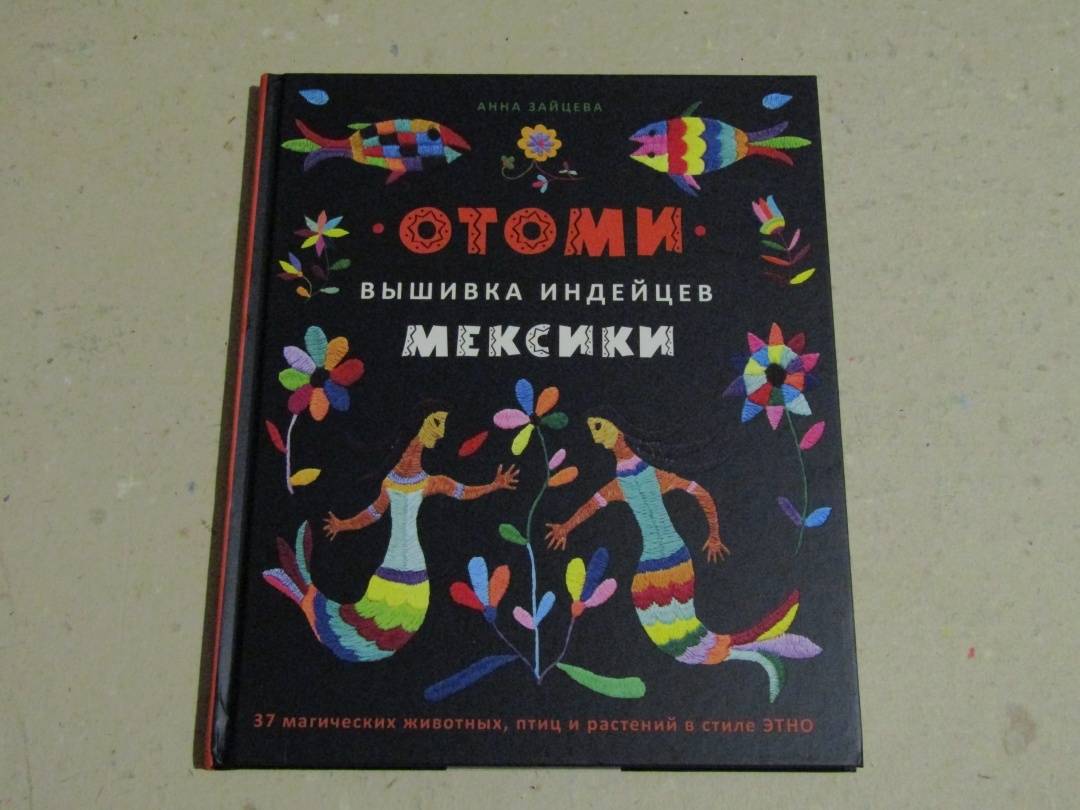 АННА ЗАЙЦЕВА
ОТОМИ
ВЫШИВКА ИНДЕЙЦЕВ
МЕКСИКИ
37 магических животных, птиц и растений в стиле ЭТНО